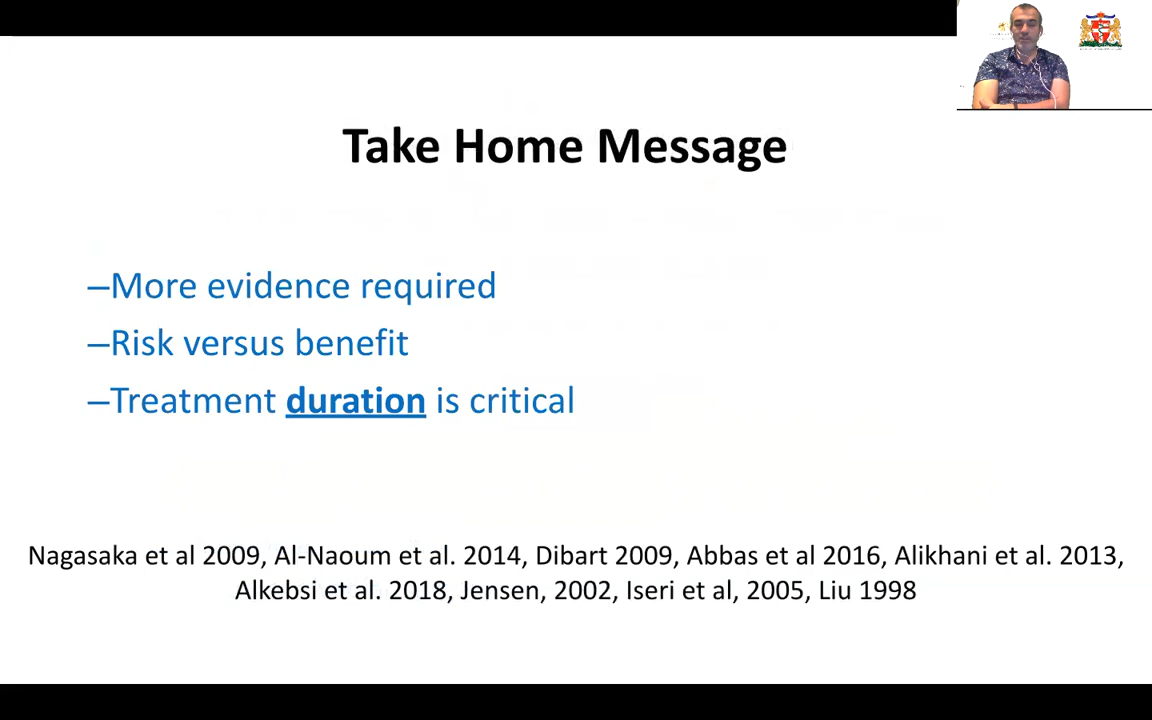 Take Home Message
–More evidence required
–Risk versus benefit
–Treatment duration is critical
Nagasaka et al 2009, Al-Naoum et al. 2014, Dibart 2009, Abbas et al 2016, Alikhani et al. 2013,
Alkebsi et al. 2018, Jensen, 2002, Iseri et al, 2005, Liu 1998